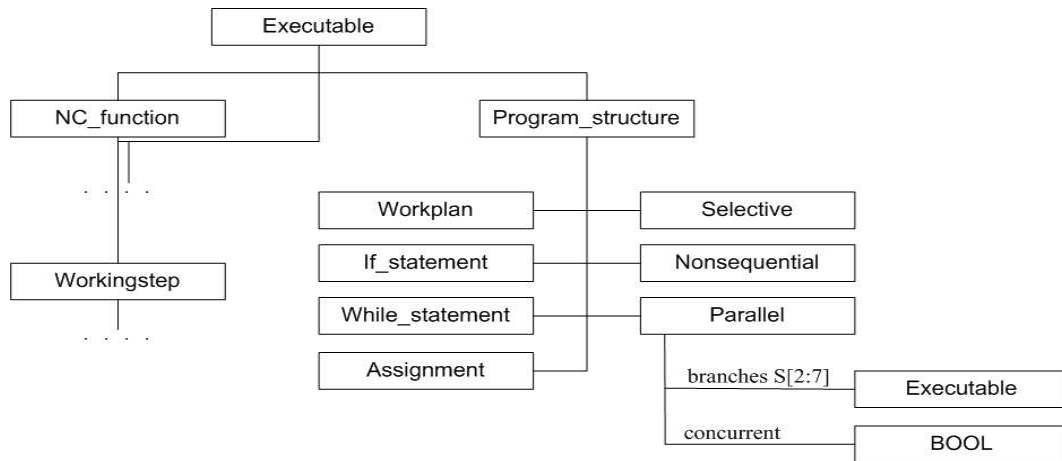 Executable
NC_function
Program_structure
. . . .
Workplan
Selective
If_statement
Nonsequential
Workingstep
While_statement
Parallel
. . . .
Assignment
branches S[2:7]
Executable
concurrent
BOOL